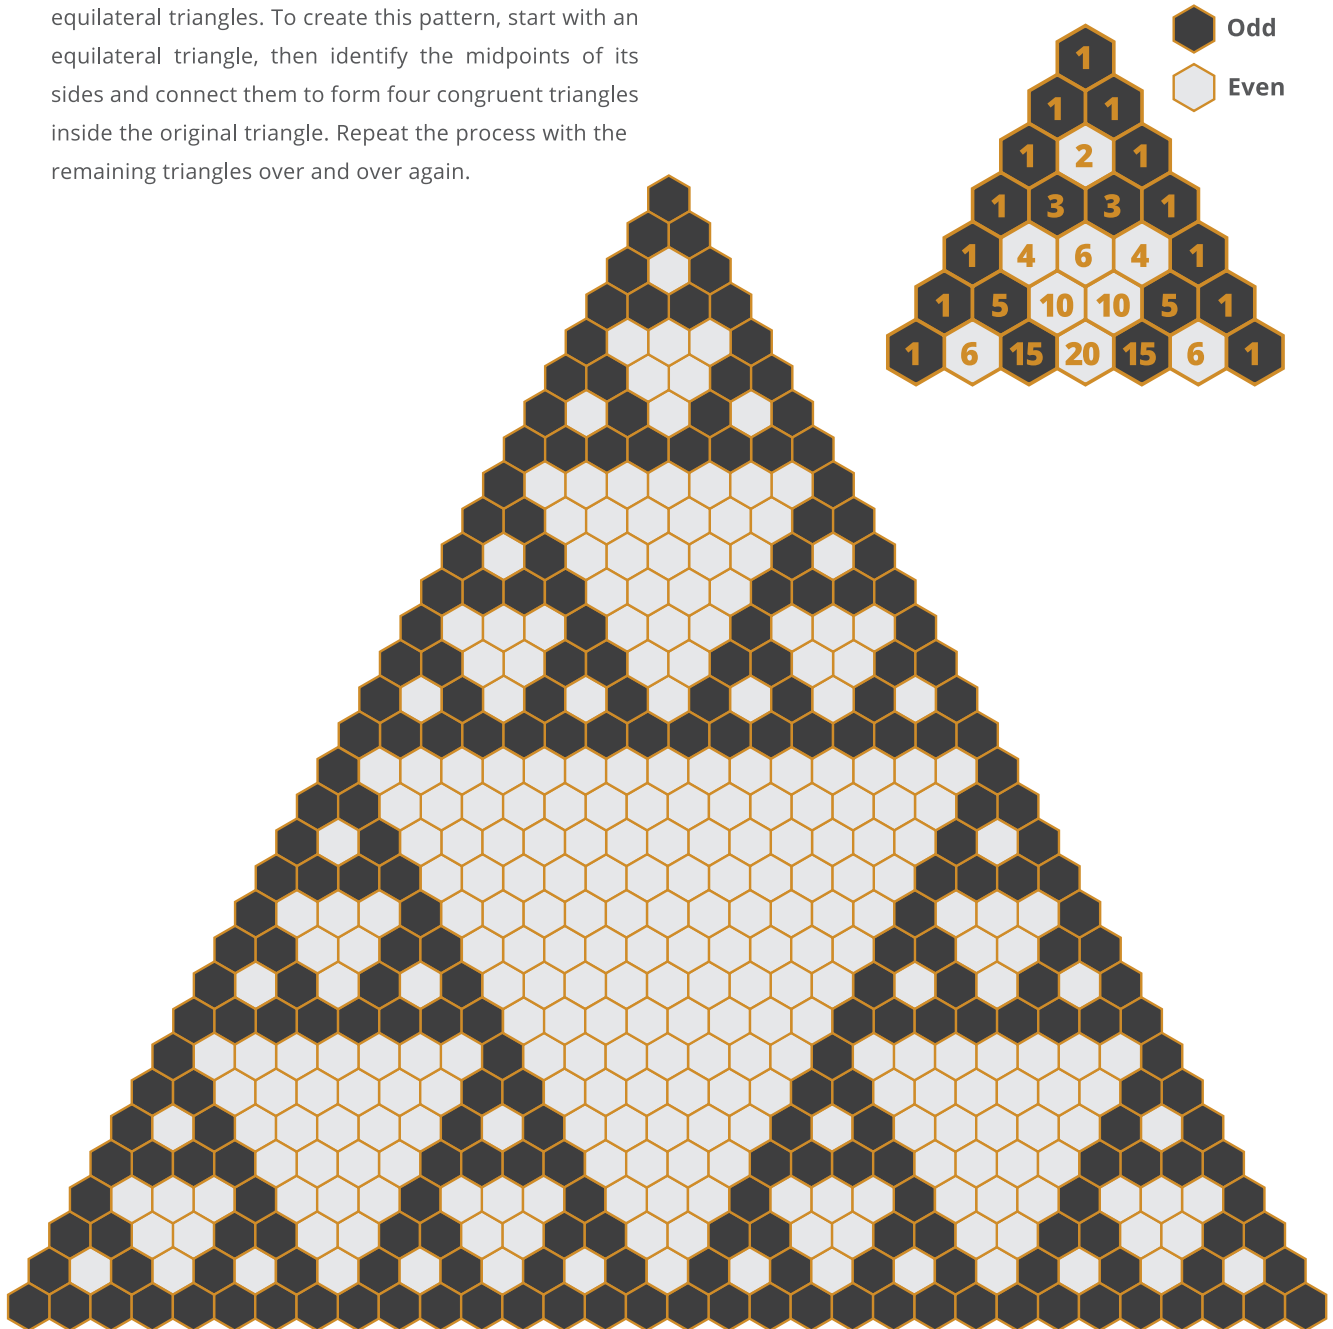 equilateral triangles. To create this pattern, start with an
equilateral triangle, then identify the midpoints of its
sides and connect them to form four congruent triangles
inside the original triangle. Repeat the process with the
remaining triangles over and over again.
Odd
Even
1
1 1
1 2 1
1 3 3 1
1 4 6 4 1
1 5 10 10 5 1
1 6 15 20 15 6 1